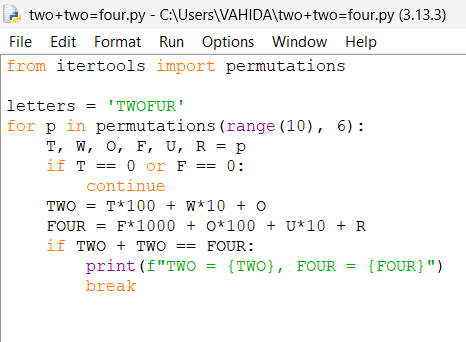 two+two=four.py - C:\Users\VAHIDA\two+two=four.py (3.13.3)
File Edit Format Run Options Window Help
from itertools import permutations

letters = 'TWOFUR'
for p in permutations(range(10), 6):
    T, W, O, F, U, R = p
    if T == 0 or F == 0:
        continue
    TWO = T*100 + W*10 + O
    FOUR = F*1000 + O*100 + U*10 + R
    if TWO + TWO == FOUR:
        print(f"TWO = {TWO}, FOUR = {FOUR}")
        break